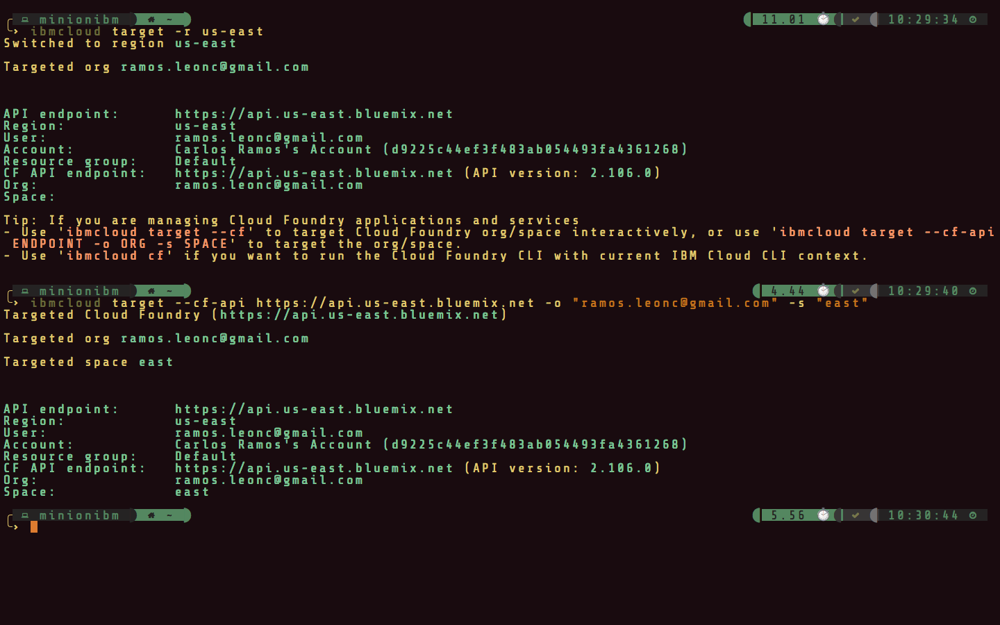 minionibm ~ 11.01 10:29:34
ibmcloud target -r us-east
Switched to region us-east
Targeted org ramos.leonc@gmail.com
API endpoint: https://api.us-east.bluemix.net
Region: us-east
User: ramos.leonc@gmail.com
Account: Carlos Ramos's Account (d9225c44ef3f483ab054493fa4361268)
Resource group: Default
CF API endpoint: https://api.us-east.bluemix.net (API version: 2.106.0)
Org: ramos.leonc@gmail.com
Space:
Tip: If you are managing Cloud Foundry applications and services
- Use 'ibmcloud target --cf' to target Cloud Foundry org/space interactively, or use 'ibmcloud target --cf-api
ENDPOINT -o ORG -s SPACE' to target the org/space.
- Use 'ibmcloud cf' if you want to run the Cloud Foundry CLI with current IBM Cloud CLI context.
minionibm ~ 4.44 10:29:40
ibmcloud target --cf-api https://api.us-east.bluemix.net -o "ramos.leonc@gmail.com" -s "east"
Targeted Cloud Foundry (https://api.us-east.bluemix.net)
Targeted org ramos.leonc@gmail.com
Targeted space east
API endpoint: https://api.us-east.bluemix.net
Region: us-east
User: ramos.leonc@gmail.com
Account: Carlos Ramos's Account (d9225c44ef3f483ab054493fa4361268)
Resource group: Default
CF API endpoint: https://api.us-east.bluemix.net (API version: 2.106.0)
Org: ramos.leonc@gmail.com
Space: east
minionibm ~ 5.56 10:30:44